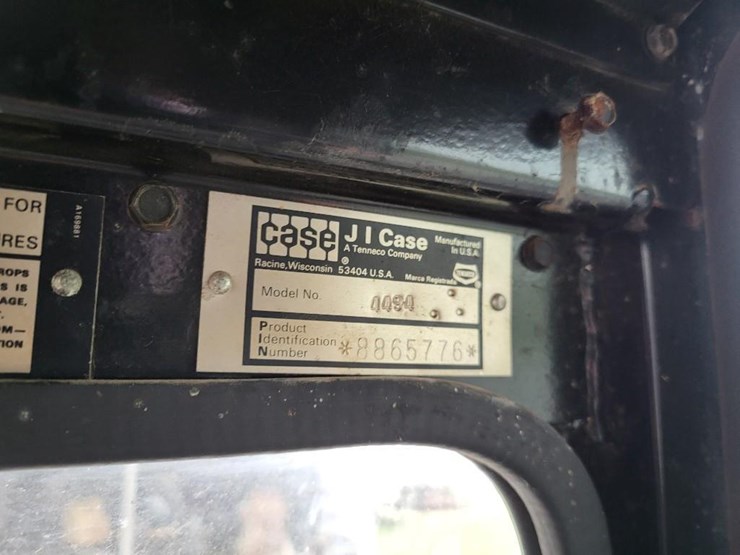 FOR
RES
ROPS
S IS
AGE,
M—
ION
A169881
case
J I Case
A Tenneco Company
Manufactured
in U.S.A.
Racine, Wisconsin 53404 U.S.A.
Marca Registrada
Model No.
4494
Product
Identification
Number
*8865776*